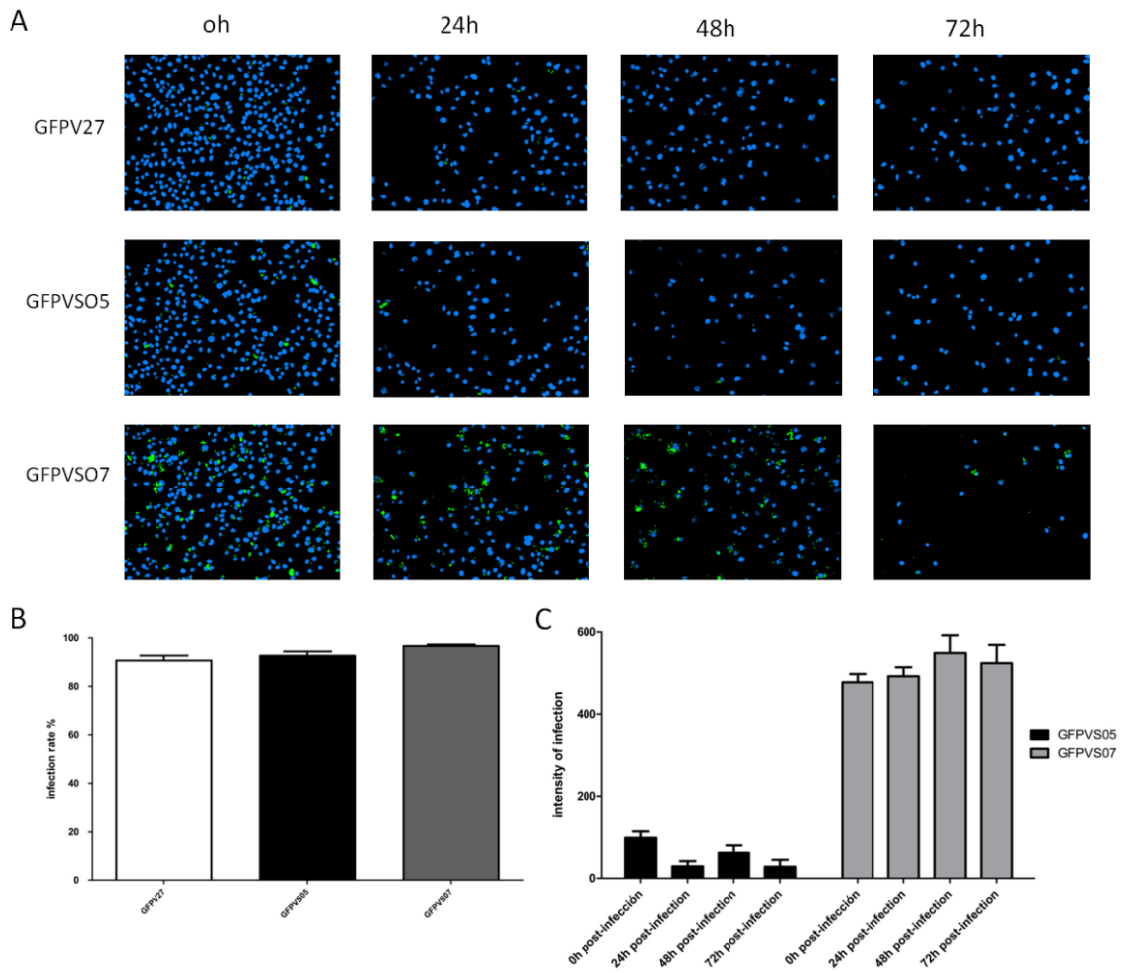 A
oh 24h 48h 72h
GFPV27
GFPVSO5
GFPVSO7
B
infection rate %
100
80
60
40
20
0
GFPV27 GFPVS05 GFPVS07
C
intensity of infection
600
400
200
0
0h post-infección 24h post-infection 48h post-infection 72h post-infection 0h post-infección 24h post-infection 48h post-infection 72h post-infection
GFPVS05
GFPVS07